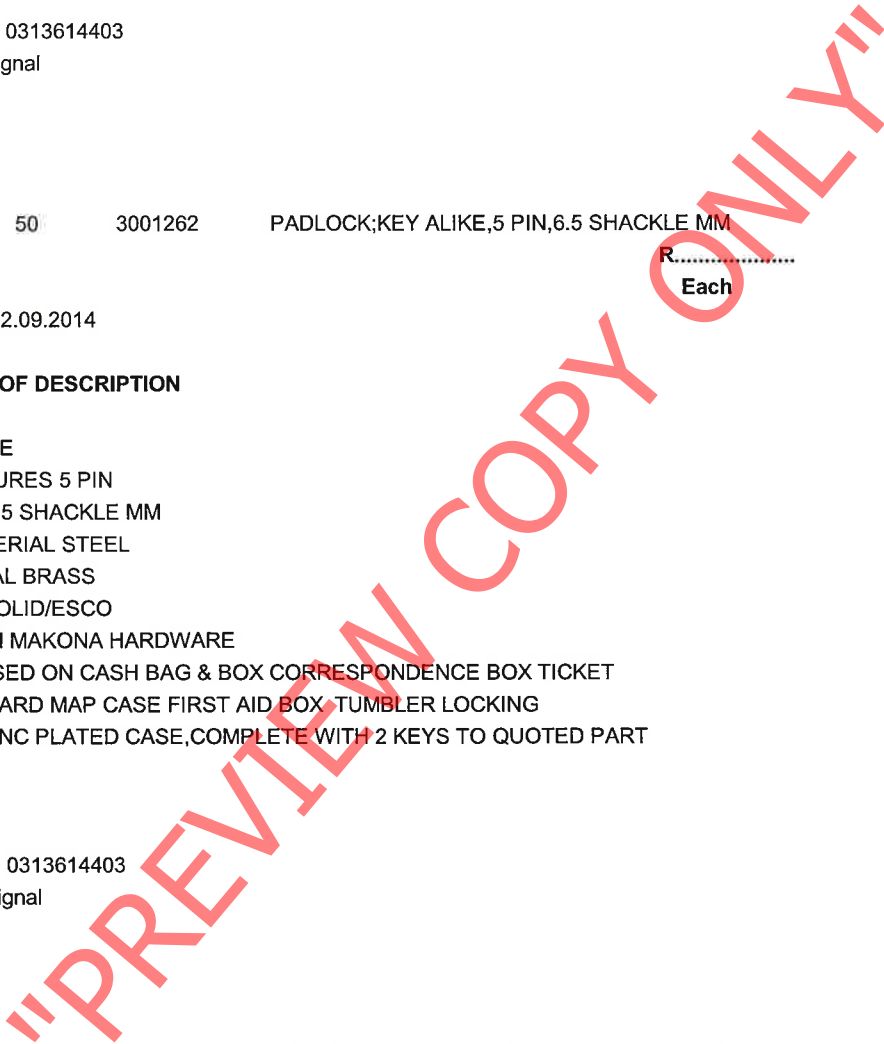 0313614403
gnal
50 3001262 PADLOCK;KEY ALIKE,5 PIN,6.5 SHACKLE MM
R....................
Each
2.09.2014
OF DESCRIPTION
E
URES 5 PIN
5 SHACKLE MM
ERIAL STEEL
AL BRASS
OLID/ESCO
MAKONA HARDWARE
SED ON CASH BAG & BOX CORRESPONDENCE BOX TICKET
ARD MAP CASE FIRST AID BOX TUMBLER LOCKING
NC PLATED CASE,COMPLETE WITH 2 KEYS TO QUOTED PART
0313614403
ignal
"PREVIEW COPY ONLY"